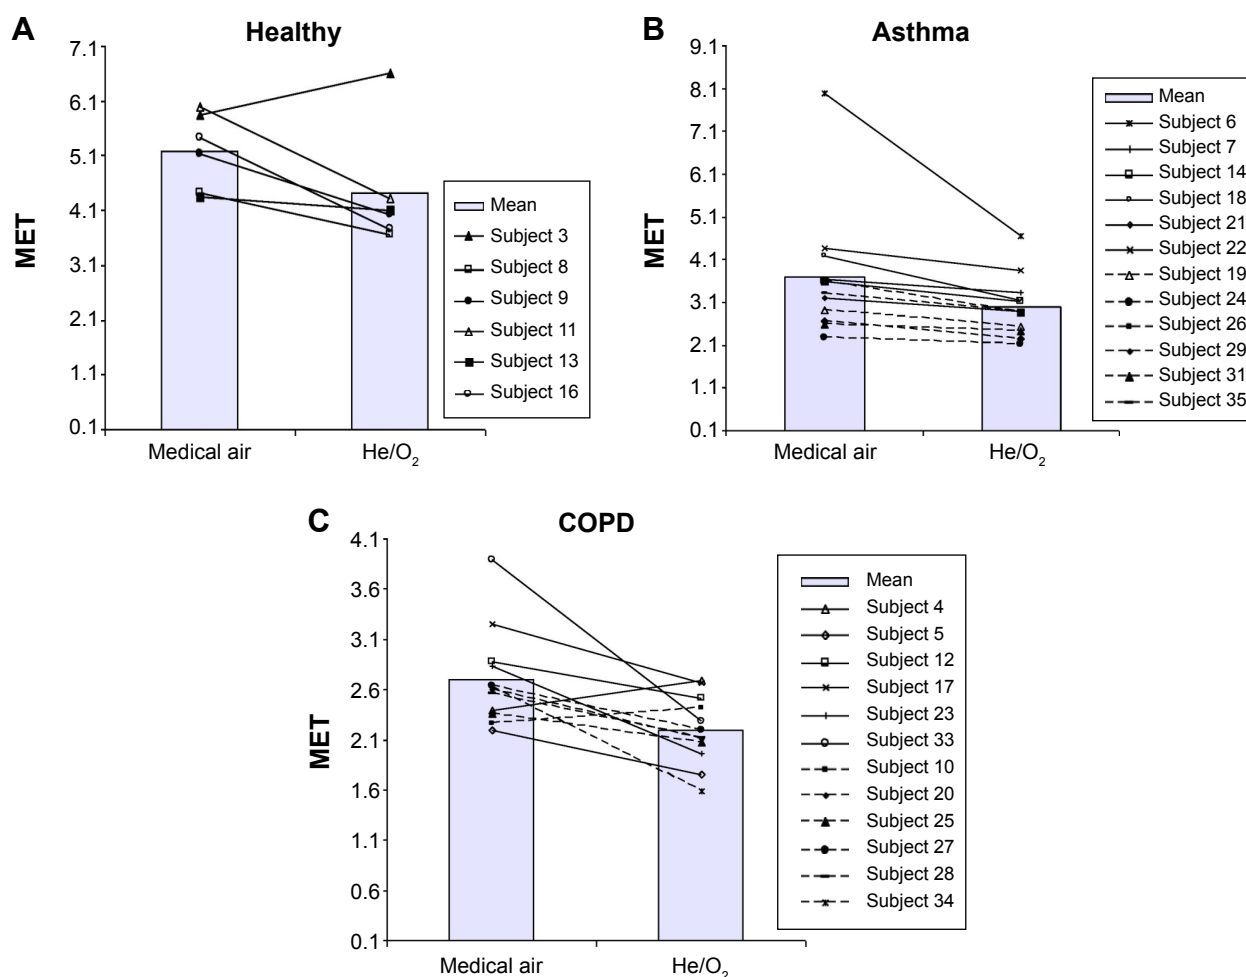 A
Healthy
7.1
6.1
5.1
4.1
3.1
2.1
1.1
0.1
MET
Medical air
He/O₂
Mean
Subject 3
Subject 8
Subject 9
Subject 11
Subject 13
Subject 16
B
Asthma
9.1
8.1
7.1
6.1
5.1
4.1
3.1
2.1
1.1
0.1
MET
Medical air
He/O₂
Mean
Subject 6
Subject 7
Subject 14
Subject 18
Subject 21
Subject 22
Subject 19
Subject 24
Subject 26
Subject 29
Subject 31
Subject 35
C
COPD
4.1
3.6
3.1
2.6
2.1
1.6
1.1
0.6
0.1
MET
Medical air
He/O₂
Mean
Subject 4
Subject 5
Subject 12
Subject 17
Subject 23
Subject 33
Subject 10
Subject 20
Subject 25
Subject 27
Subject 28
Subject 34